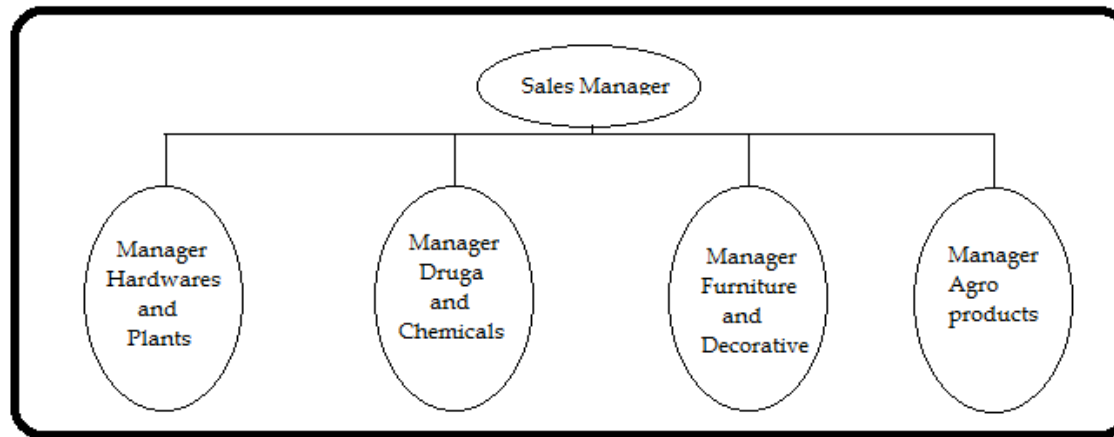 Sales Manager
Manager
Hardwares
and
Plants
Manager
Druga
and
Chemicals
Manager
Furniture
and
Decorative
Manager
Agro
products